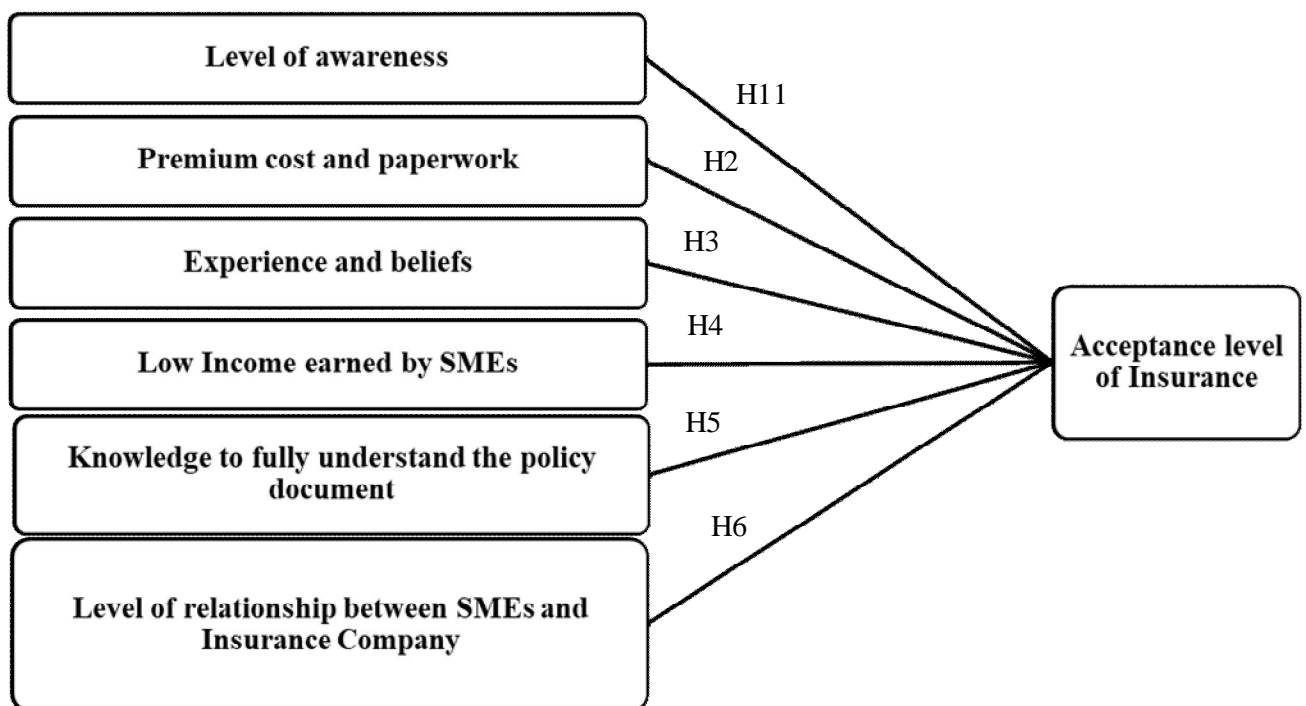 Level of awareness
H11
Premium cost and paperwork
H2
Experience and beliefs
H3
Low Income earned by SMEs
H4
Acceptance level
of Insurance
Knowledge to fully understand the policy
document
H5
Level of relationship between SMEs and
Insurance Company
H6